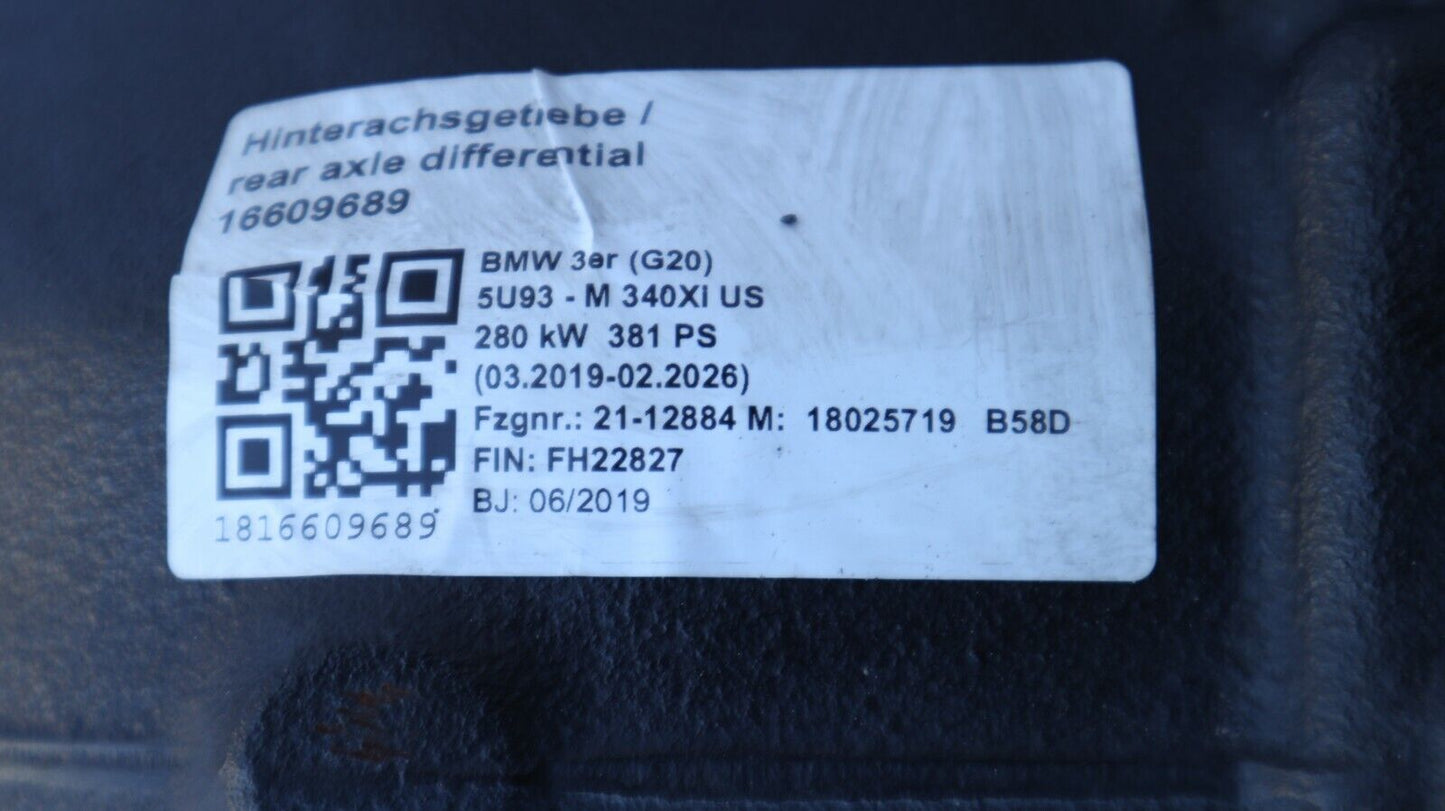 Hinterachsgetriebe /
rear axle differential
16609689
BMW 3er (G20)
5U93 - M 340Xi US
280 kW 381 PS
(03.2019-02.2026)
Fzgnr.: 21-12884 M: 18025719 B58D
FIN: FH22827
BJ: 06/2019
1816609689